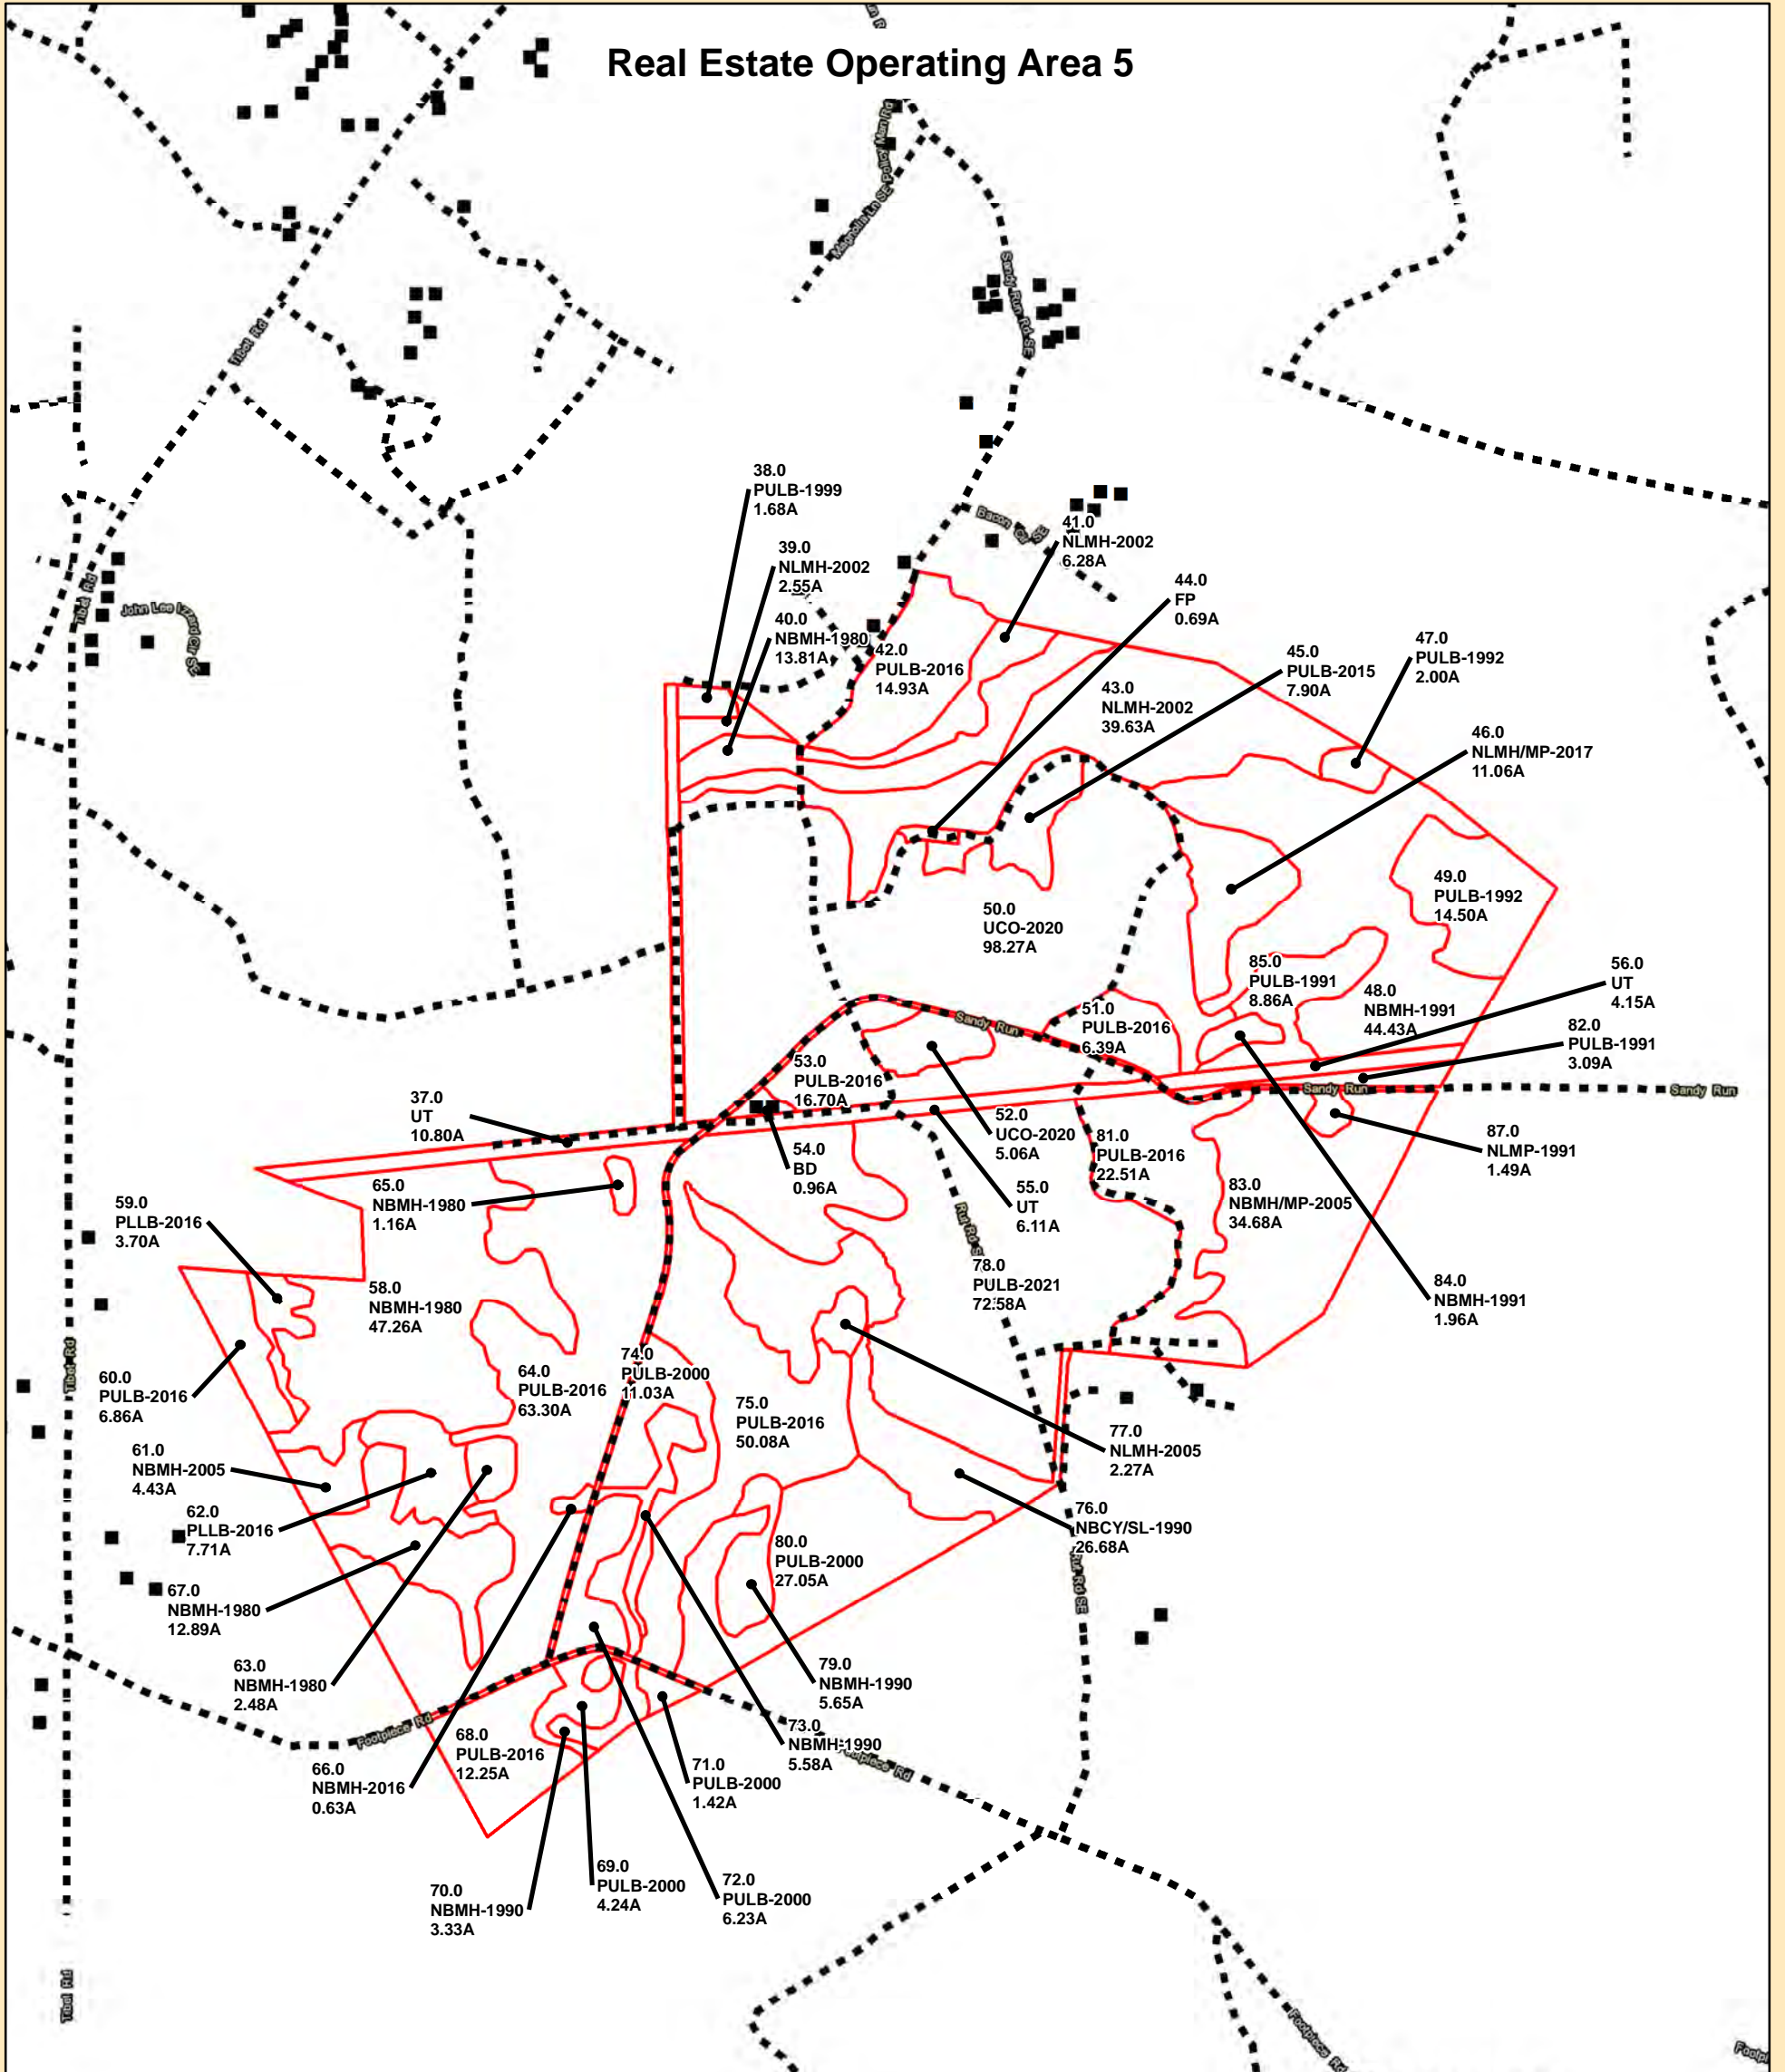 Real Estate Operating Area 5
Policy Man Rd
Magnolia Ln SE
Sandy Run Rd SE
Tibet Rd
38.0
PULB-1999
1.68A
39.0
NLMH-2002
2.55A
40.0
NBMH-1980
13.81A
Bacon
SE
41.0
NLMH-2002
6.28A
44.0
FP
0.69A
Tibet Rd
John Lee Izzard Cir SE
42.0
PULB-2016
14.93A
43.0
NLMH-2002
39.63A
45.0
PULB-2015
7.90A
47.0
PULB-1992
2.00A
46.0
NLMH/MP-2017
11.06A
49.0
PULB-1992
14.50A
50.0
UCO-2020
98.27A
85.0
PULB-1991
8.86A
48.0
NBMH-1991
44.43A
56.0
UT
4.15A
82.0
PULB-1991
3.09A
Sandy Run
51.0
PULB-2016
6.39A
53.0
PULB-2016
16.70A
Sandy Run
Sandy Run
37.0
UT
10.80A
52.0
UCO-2020
5.06A
54.0
BD
0.96A
81.0
PULB-2016
22.51A
87.0
NLMP-1991
1.49A
65.0
NBMH-1980
1.16A
55.0
UT
6.11A
83.0
NBMH/MP-2005
34.68A
59.0
PLLB-2016
3.70A
Rut Rd S
78.0
PULB-2021
72.58A
84.0
NBMH-1991
1.96A
58.0
NBMH-1980
47.26A
Tibet Rd
60.0
PULB-2016
6.86A
64.0
PULB-2016
63.30A
74.0
PULB-2000
11.03A
75.0
PULB-2016
50.08A
77.0
NLMH-2005
2.27A
61.0
NBMH-2005
4.43A
62.0
PLLB-2016
7.71A
76.0
NBCY/SL-1990
26.68A
Rut Rd SE
80.0
PULB-2000
27.05A
67.0
NBMH-1980
12.89A
63.0
NBMH-1980
2.48A
79.0
NBMH-1990
5.65A
Footpiece Rd
68.0
PULB-2016
12.25A
73.0
NBMH-1990
5.58A
Footpiece Rd
66.0
NBMH-2016
0.63A
71.0
PULB-2000
1.42A
70.0
NBMH-1990
3.33A
69.0
PULB-2000
4.24A
72.0
PULB-2000
6.23A
Tibet Rd
Footpiece Rd
Footpi